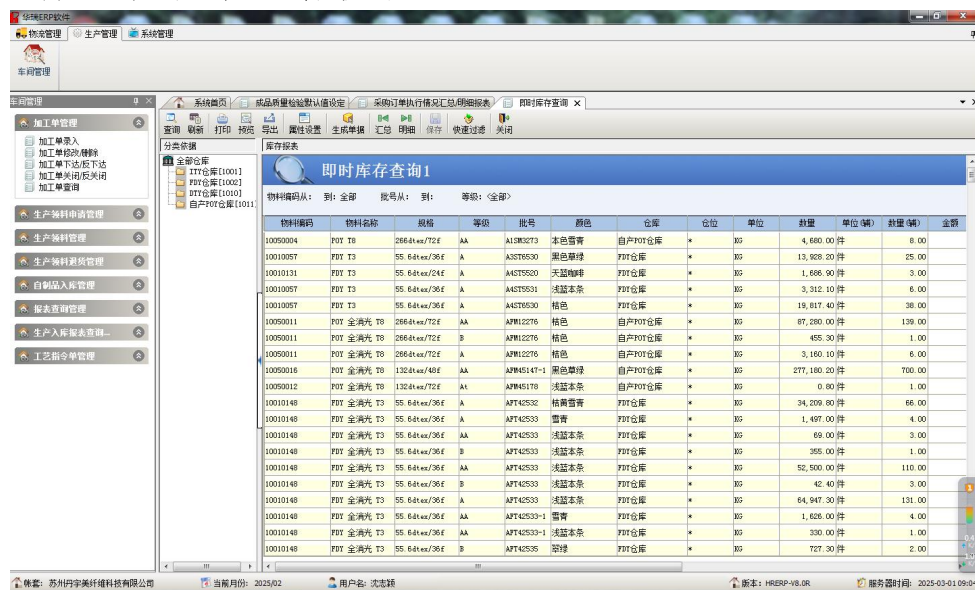 华瑞ERP软件
物流管理 生产管理 系统管理
车间管理
车间管理
系统首页 成品质量检验默认值设定 采购订单执行情况汇总/明细报表 即时库存查询
加工单管理
加工单录入
加工单修改/删除
加工单下达/反下达
加工单关闭/反关闭
加工单查询
生产领料申请管理
生产领料管理
生产领料退货管理
自制品入库管理
报表查询管理
生产入库报表查询...
工艺指令单管理
查询 刷新 打印 预览 导出 属性设置 生成单据 汇总 明细 保存 快速过滤 关闭
分类依据
全部仓库
ITY仓库[1001]
FDY仓库[1002]
DTY仓库[1010]
自产POY仓库[1011]
库存报表
即时库存查询1
物料编码从: 到: 全部 批号从: 到: 等级: <全部>
物料编码 物料名称 规格 等级 批号 颜色 仓库 仓位 单位 数量 单位(辅) 数量(辅) 金额
10050004 POY T8 266dtex/72f AA A1SM3273 本色雪青 自产POY仓库 * KG 4,680.00 件 8.00
10010057 FDY T3 55.6dtex/36f A A3ST6530 黑色草绿 FDY仓库 * KG 13,928.20 件 25.00
10010131 FDY T3 55.6dtex/24f A A4ST5520 天蓝咖啡 FDY仓库 * KG 1,686.90 件 3.00
10010057 FDY T3 55.6dtex/36f A A4ST5531 浅蓝本条 FDY仓库 * KG 3,312.10 件 6.00
10010057 FDY T3 55.6dtex/36f A A4ST6530 桔色 FDY仓库 * KG 19,817.40 件 38.00
10050011 POY 全消光 T8 266dtex/72f AA AFM12276 桔色 自产POY仓库 * KG 87,280.00 件 139.00
10050011 POY 全消光 T8 266dtex/72f B AFM12276 桔色 自产POY仓库 * KG 455.30 件 1.00
10050011 POY 全消光 T8 266dtex/72f A AFM12276 桔色 自产POY仓库 * KG 3,160.10 件 6.00
10050016 POY 全消光 T8 132dtex/48f AA AFM45147-1 黑色草绿 自产POY仓库 * KG 277,180.20 件 700.00
10050012 POY 全消光 T8 132dtex/72f At AFM45178 浅蓝本条 自产POY仓库 * KG 0.80 件 1.00
10010148 FDY 全消光 T3 55.6dtex/36f A AFT42532 桔黄雪青 FDY仓库 * KG 34,209.80 件 66.00
10010148 FDY 全消光 T3 55.6dtex/36f A AFT42533 雪青 FDY仓库 * KG 1,497.00 件 4.00
10010148 FDY 全消光 T3 55.6dtex/36f AA AFT42533 浅蓝本条 FDY仓库 * KG 69.00 件 3.00
10010148 FDY 全消光 T3 55.6dtex/36f B AFT42533 浅蓝本条 FDY仓库 * KG 355.00 件 1.00
10010148 FDY 全消光 T3 55.6dtex/36f AA AFT42533 浅蓝本条 FDY仓库 * KG 52,500.00 件 110.00
10010148 FDY 全消光 T3 55.6dtex/36f B AFT42533 浅蓝本条 FDY仓库 * KG 42.40 件 3.00
10010148 FDY 全消光 T3 55.6dtex/36f A AFT42533 浅蓝本条 FDY仓库 * KG 64,947.30 件 131.00
10010148 FDY 全消光 T3 55.6dtex/36f AA AFT42533-1 雪青 FDY仓库 * KG 1,626.00 件 4.00
10010148 FDY 全消光 T3 55.6dtex/36f AA AFT42533-1 浅蓝本条 FDY仓库 * KG 330.00 件 1.00
10010148 FDY 全消光 T3 55.6dtex/36f B AFT42535 翠绿 FDY仓库 * KG 727.30 件 2.00
帐套: 苏州丹宇美纤维科技有限公司 当前月份: 2025/02 用户名: 沈志颖 版本: HRERP-V8.0R 服务器时间: 2025-03-01 09:04